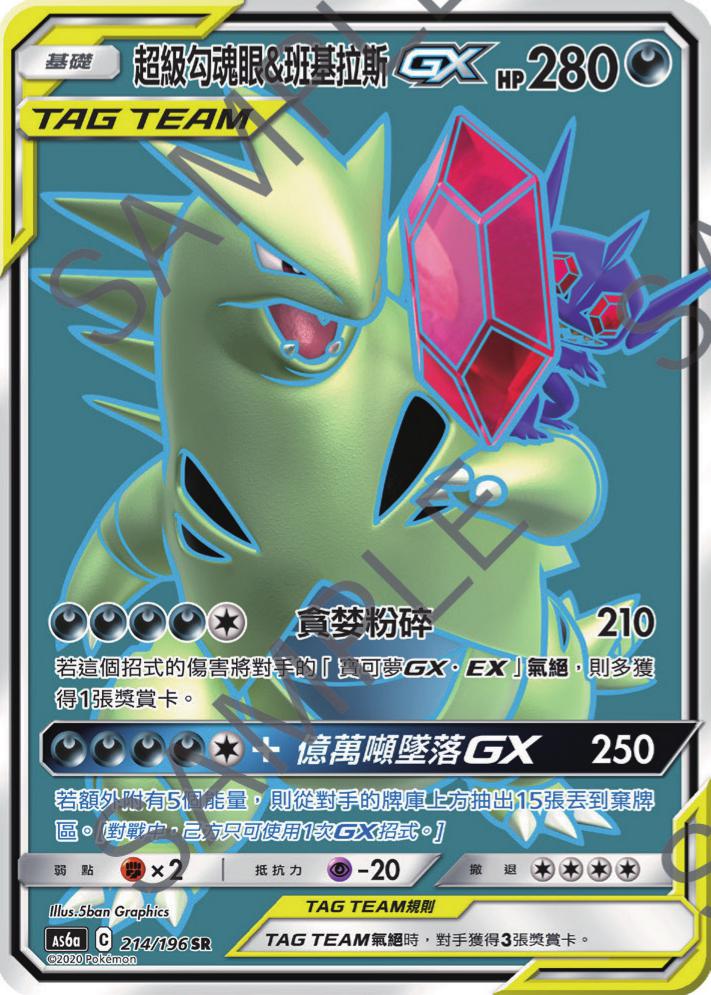 基礎 超級勾魂眼&班基拉斯GX HP280
TAG TEAM
SAMPLE
SAMPLE
貪婪粉碎 210
若這個招式的傷害將對手的「寶可夢GX・EX」氣絕，則多獲
得1張獎賞卡。
+ 億萬噸墜落GX 250
若額外附有5個能量，則從對手的牌庫上方抽出15張丟到棄牌
區。[對戰中，己方只可使用1次GX招式。]
弱點 ×2 抵抗力 -20 撤退
Illus.5ban Graphics
TAG TEAM規則
AS6a C 214/196 SR
TAG TEAM氣絕時，對手獲得3張獎賞卡。
©2020 Pokémon